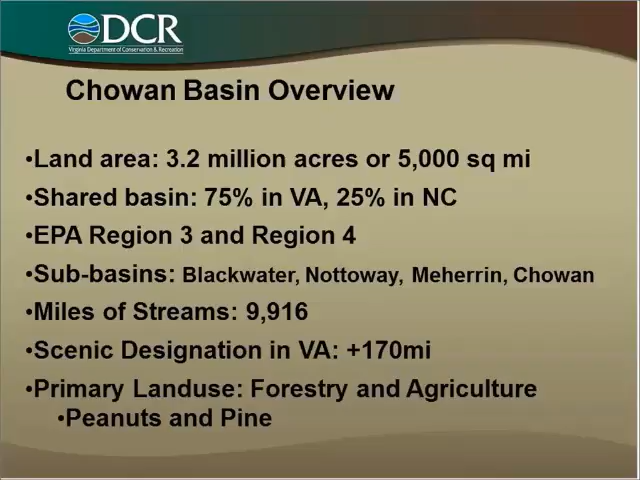 DCR
Virginia Department of Conservation & Recreation
Chowan Basin Overview
•Land area: 3.2 million acres or 5,000 sq mi
•Shared basin: 75% in VA, 25% in NC
•EPA Region 3 and Region 4
•Sub-basins: Blackwater, Nottoway, Meherrin, Chowan
•Miles of Streams: 9,916
•Scenic Designation in VA: +170mi
•Primary Landuse: Forestry and Agriculture
•Peanuts and Pine